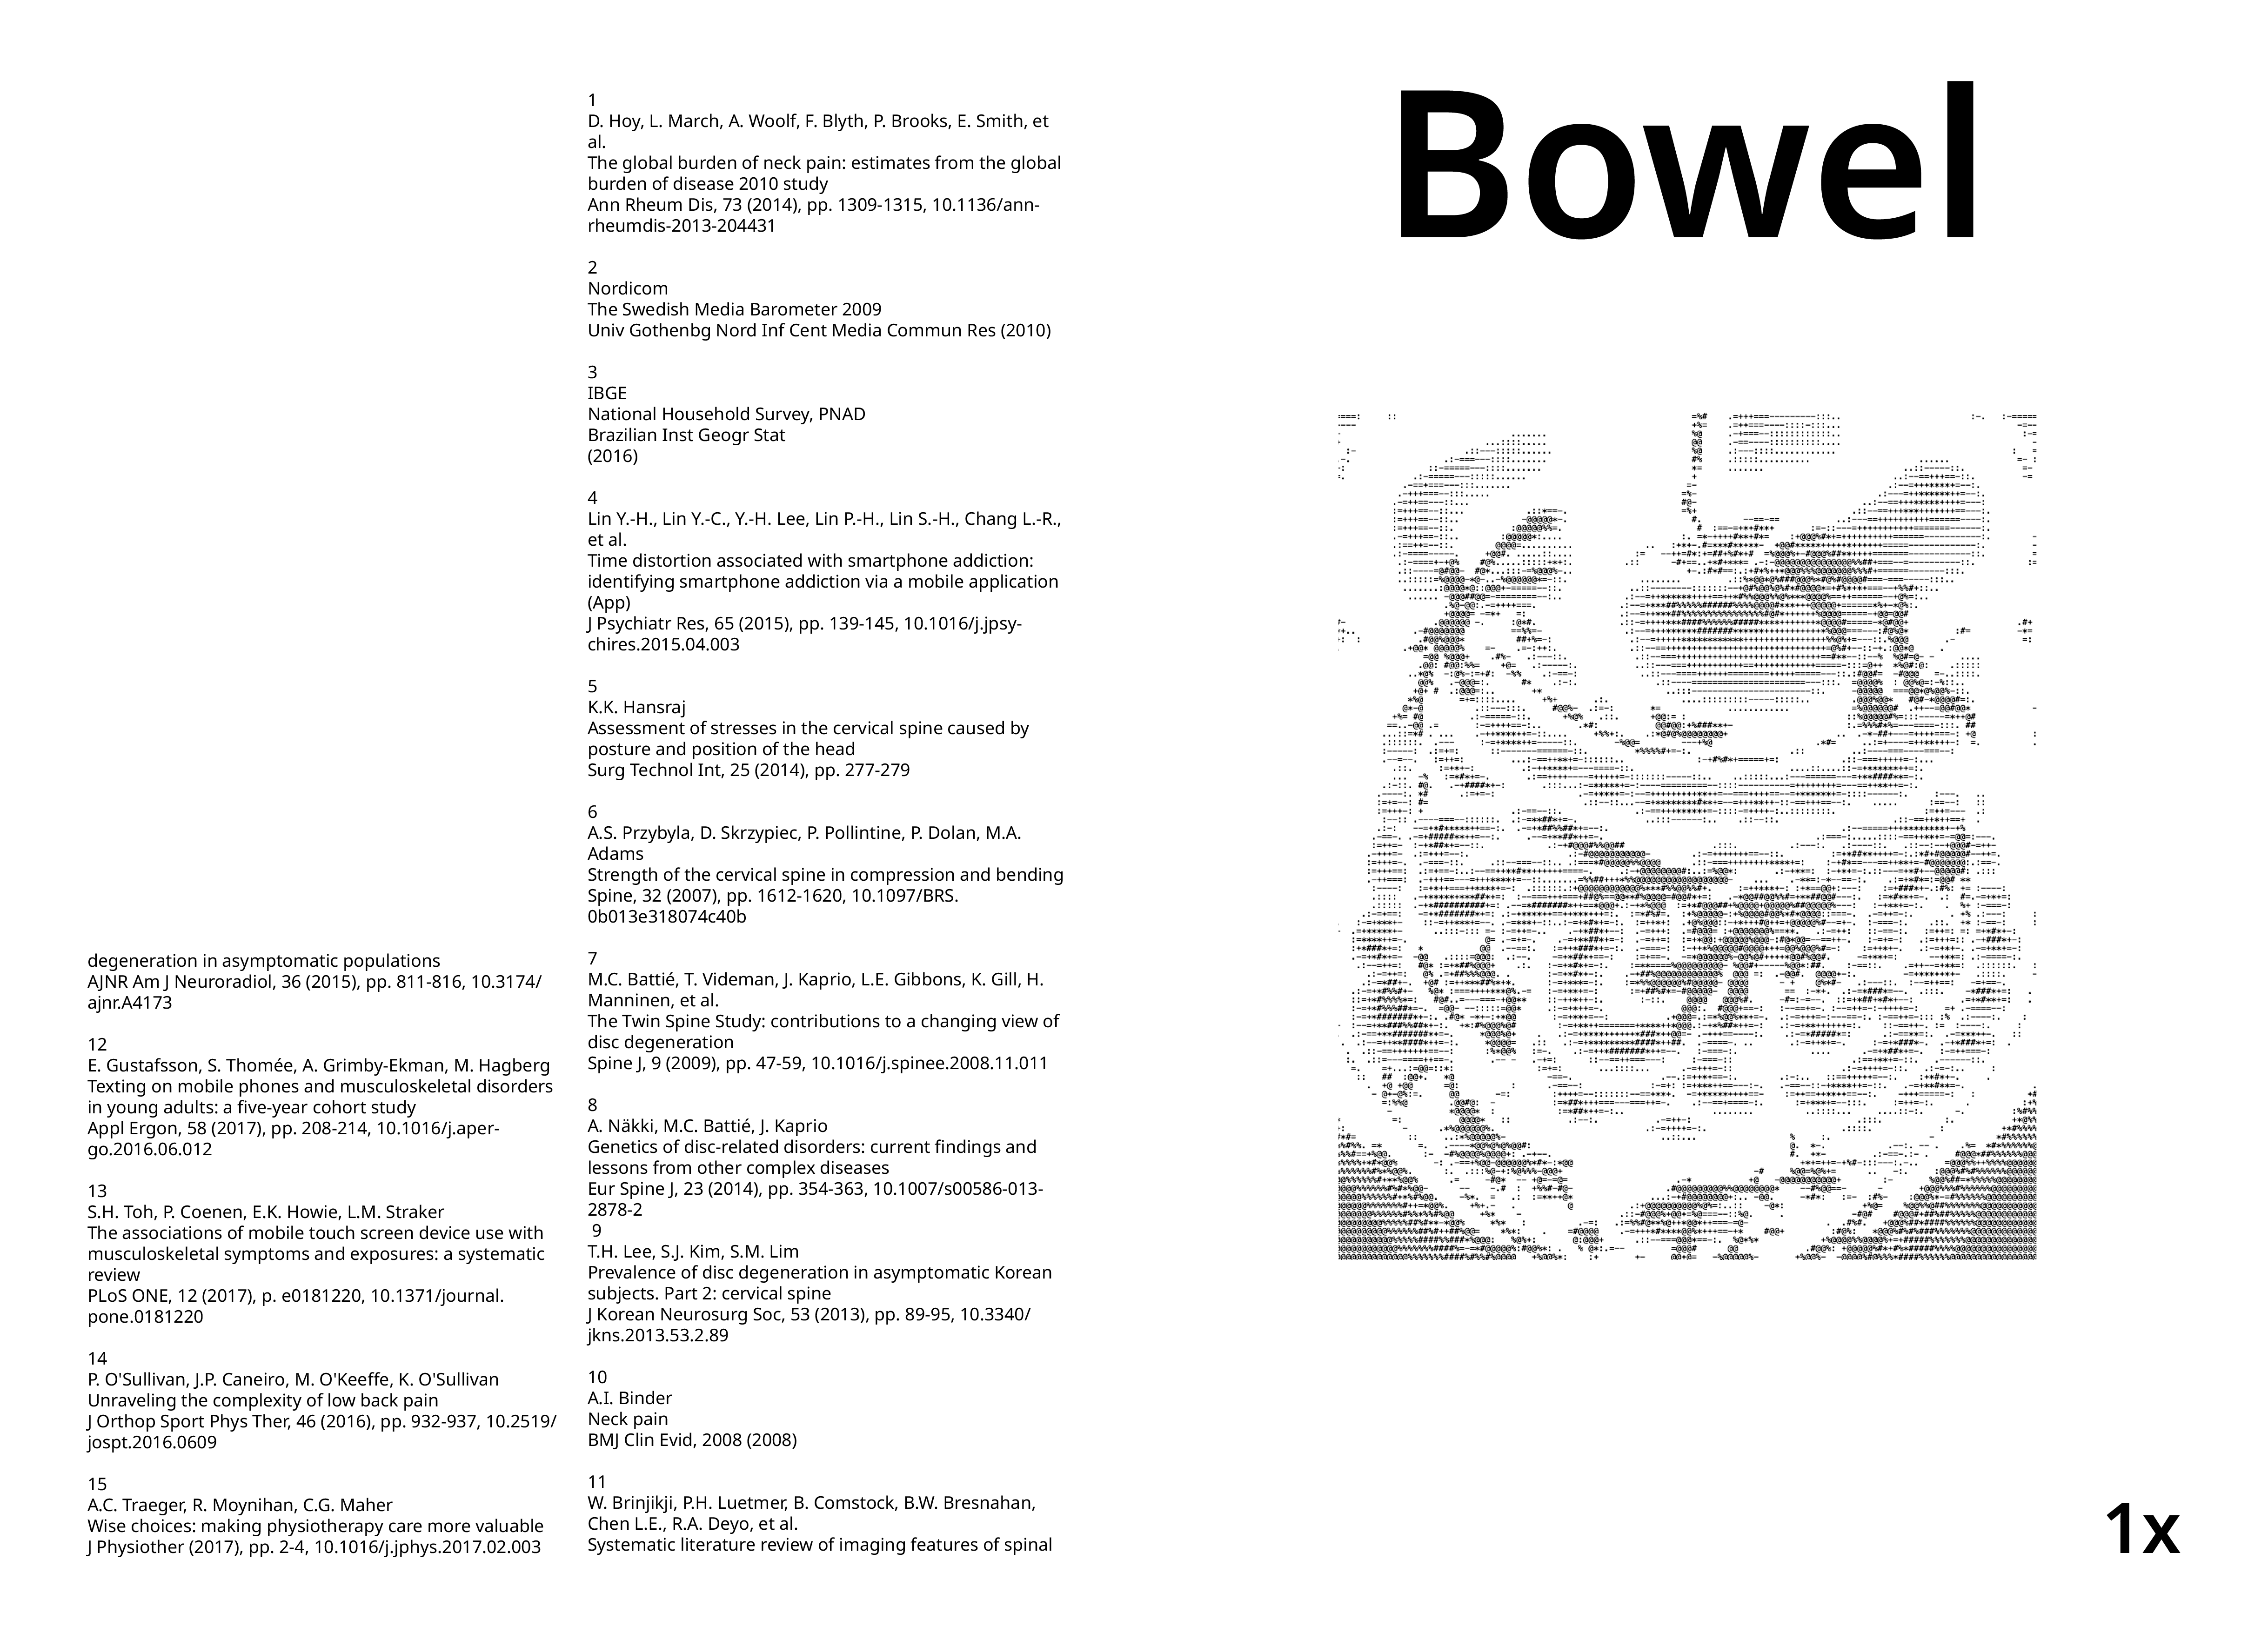 1
D. Hoy, L. March, A. Woolf, F. Blyth, P. Brooks, E. Smith, et
al.
The global burden of neck pain: estimates from the global
burden of disease 2010 study
Ann Rheum Dis, 73 (2014), pp. 1309-1315, 10.1136/ann-
rheumdis-2013-204431
2
Nordicom
The Swedish Media Barometer 2009
Univ Gothenbg Nord Inf Cent Media Commun Res (2010)
3
IBGE
National Household Survey, PNAD
Brazilian Inst Geogr Stat
(2016)
4
Lin Y.-H., Lin Y.-C., Y.-H. Lee, Lin P.-H., Lin S.-H., Chang L.-R.,
et al.
Time distortion associated with smartphone addiction:
identifying smartphone addiction via a mobile application
(App)
J Psychiatr Res, 65 (2015), pp. 139-145, 10.1016/j.jpsy-
chires.2015.04.003
5
K.K. Hansraj
Assessment of stresses in the cervical spine caused by
posture and position of the head
Surg Technol Int, 25 (2014), pp. 277-279
6
A.S. Przybyla, D. Skrzypiec, P. Pollintine, P. Dolan, M.A.
Adams
Strength of the cervical spine in compression and bending
Spine, 32 (2007), pp. 1612-1620, 10.1097/BRS.
0b013e318074c40b
7
M.C. Battié, T. Videman, J. Kaprio, L.E. Gibbons, K. Gill, H.
Manninen, et al.
The Twin Spine Study: contributions to a changing view of
disc degeneration
Spine J, 9 (2009), pp. 47-59, 10.1016/j.spinee.2008.11.011
8
A. Näkki, M.C. Battié, J. Kaprio
Genetics of disc-related disorders: current findings and
lessons from other complex diseases
Eur Spine J, 23 (2014), pp. 354-363, 10.1007/s00586-013-
2878-2
9
T.H. Lee, S.J. Kim, S.M. Lim
Prevalence of disc degeneration in asymptomatic Korean
subjects. Part 2: cervical spine
J Korean Neurosurg Soc, 53 (2013), pp. 89-95, 10.3340/
jkns.2013.53.2.89
10
A.I. Binder
Neck pain
BMJ Clin Evid, 2008 (2008)
11
W. Brinjikji, P.H. Luetmer, B. Comstock, B.W. Bresnahan,
Chen L.E., R.A. Deyo, et al.
Systematic literature review of imaging features of spinal
degeneration in asymptomatic populations
AJNR Am J Neuroradiol, 36 (2015), pp. 811-816, 10.3174/
ajnr.A4173
12
E. Gustafsson, S. Thomée, A. Grimby-Ekman, M. Hagberg
Texting on mobile phones and musculoskeletal disorders
in young adults: a five-year cohort study
Appl Ergon, 58 (2017), pp. 208-214, 10.1016/j.aper-
go.2016.06.012
13
S.H. Toh, P. Coenen, E.K. Howie, L.M. Straker
The associations of mobile touch screen device use with
musculoskeletal symptoms and exposures: a systematic
review
PLoS ONE, 12 (2017), p. e0181220, 10.1371/journal.
pone.0181220
14
P. O'Sullivan, J.P. Caneiro, M. O'Keeffe, K. O'Sullivan
Unraveling the complexity of low back pain
J Orthop Sport Phys Ther, 46 (2016), pp. 932-937, 10.2519/
jospt.2016.0609
15
A.C. Traeger, R. Moynihan, C.G. Maher
Wise choices: making physiotherapy care more valuable
J Physiother (2017), pp. 2-4, 10.1016/j.jphys.2017.02.003
Bowel
1x